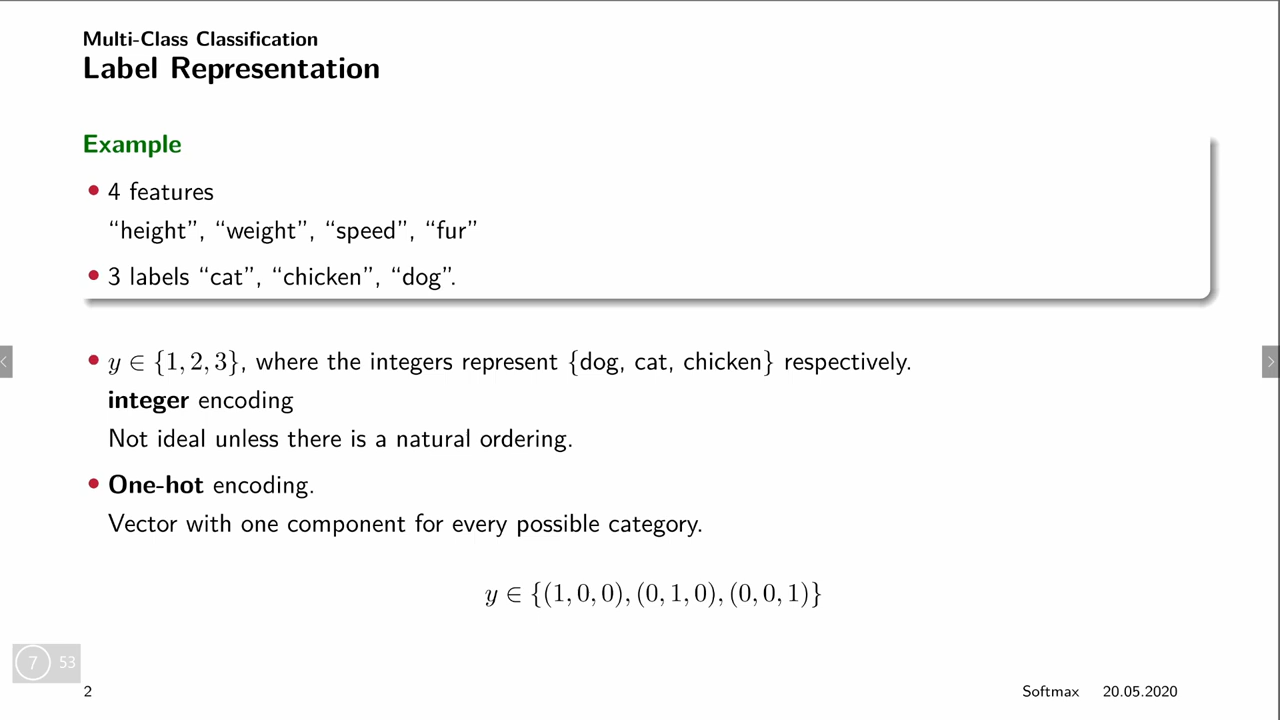 Multi-Class Classification
Label Representation
Example
• 4 features
“height”, “weight”, “speed”, “fur”
• 3 labels “cat”, “chicken”, “dog”.
• y ∈ {1, 2, 3}, where the integers represent {dog, cat, chicken} respectively.
integer encoding
Not ideal unless there is a natural ordering.
• One-hot encoding.
Vector with one component for every possible category.
y ∈ {(1, 0, 0), (0, 1, 0), (0, 0, 1)}
7 53
2
Softmax 20.05.2020